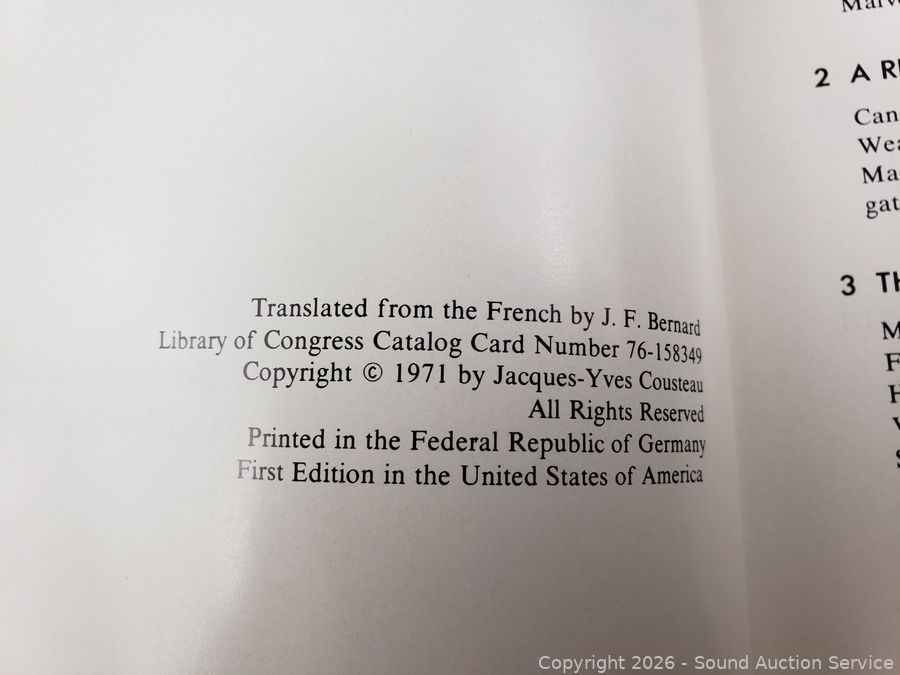 Translated from the French by J. F. Bernard
Library of Congress Catalog Card Number 76-158349
Copyright © 1971 by Jacques-Yves Cousteau
All Rights Reserved
Printed in the Federal Republic of Germany
First Edition in the United States of America
2 A
3
Copyright 2026 - Sound Auction Service